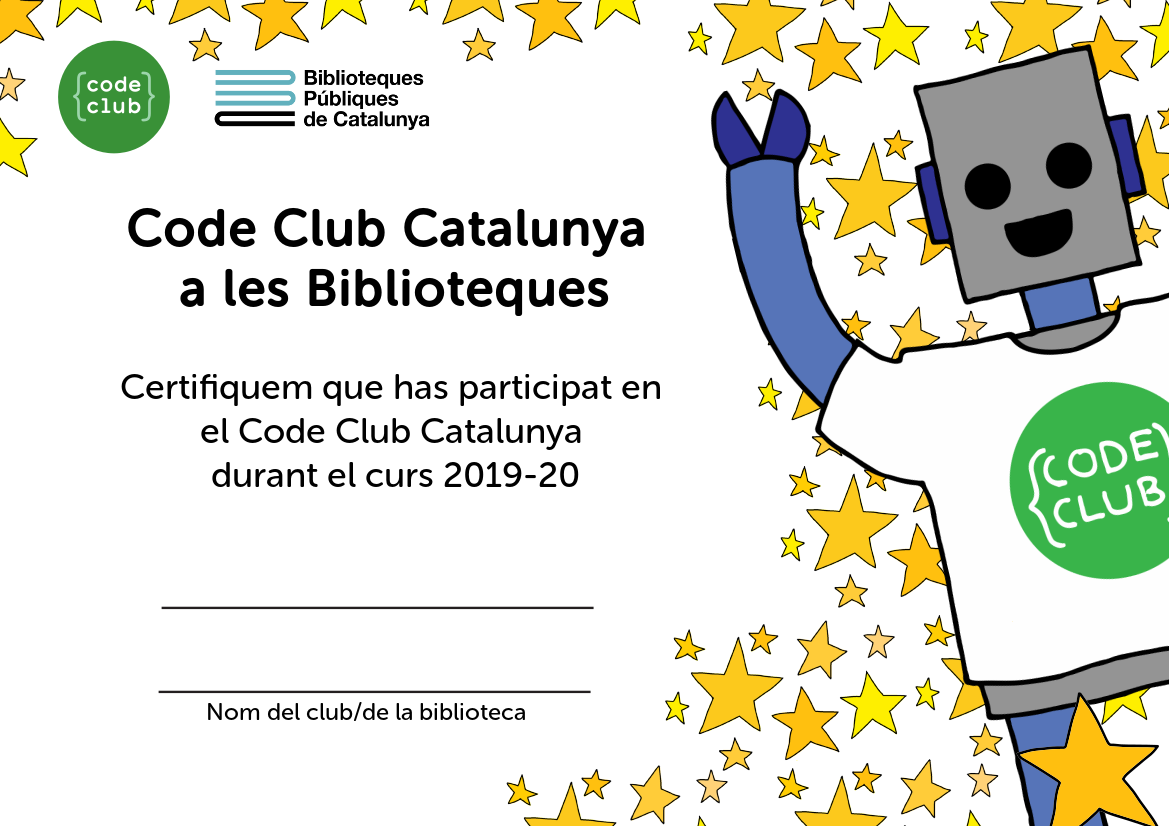 {code
club}
Biblioteques
Públiques
de Catalunya
Code Club Catalunya
a les Biblioteques
Certifiquem que has participat en
el Code Club Catalunya
durant el curs 2019-20
Nom del club/de la biblioteca
{CODE
CLUB}